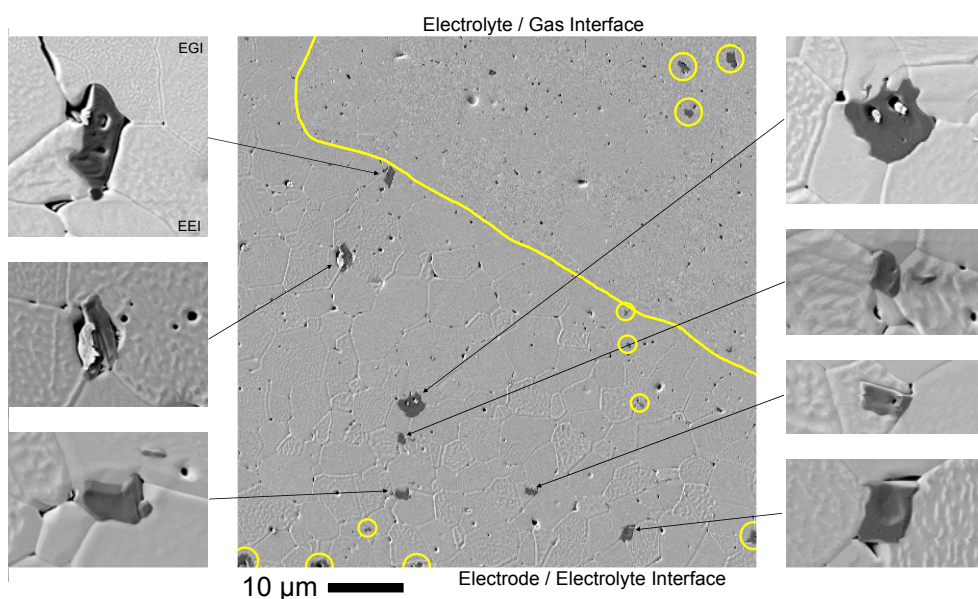 Electrolyte / Gas Interface
EGI
EEI
10 µm
Electrode / Electrolyte Interface